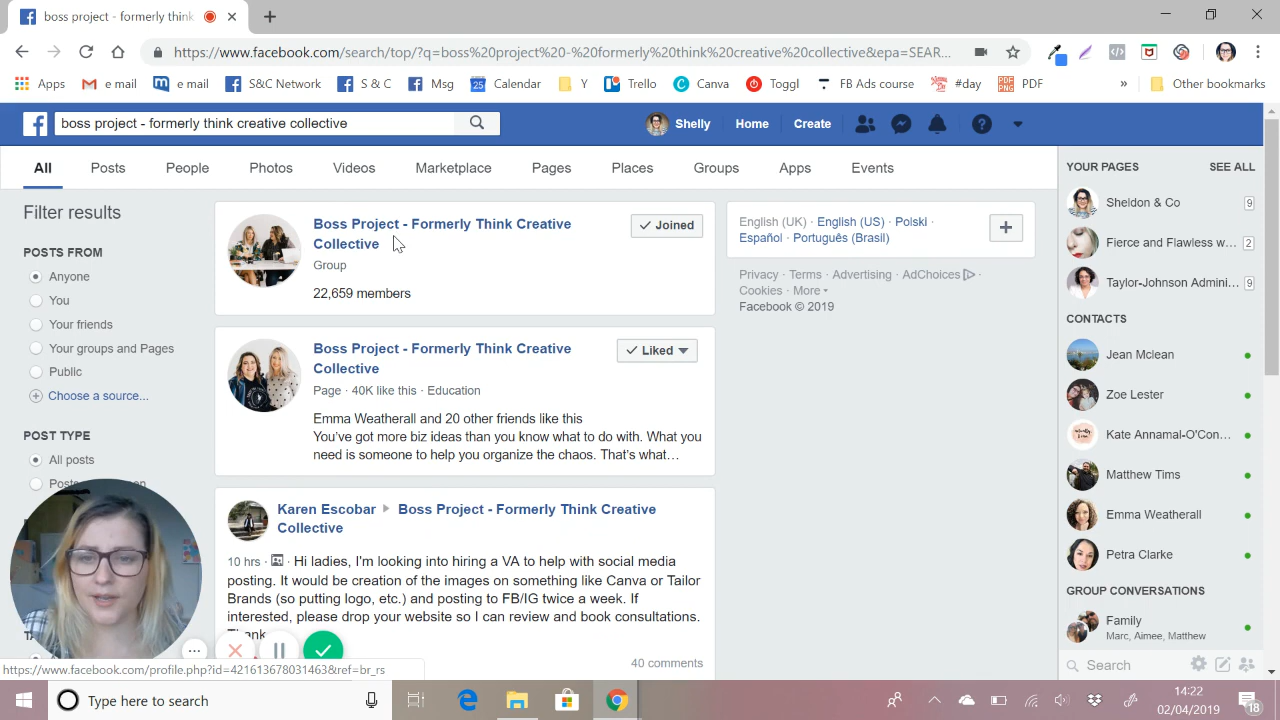 boss project - formerly think
https://www.facebook.com/search/top/?q=boss%20project%20-%20formerly%20think%20creative%20collective&epa=SEAR...
Apps e mail e mail S&C Network S & C Msg Calendar Y Trello Canva Toggl FB Ads course #day PDF » Other bookmarks
boss project - formerly think creative collective
Shelly Home Create
All Posts People Photos Videos Marketplace Pages Places Groups Apps Events
Filter results
POSTS FROM
Anyone
You
Your friends
Your groups and Pages
Public
Choose a source...
POST TYPE
All posts
Boss Project - Formerly Think Creative
Collective
Group
22,659 members
Joined
Boss Project - Formerly Think Creative
Collective
Page · 40K like this · Education
Liked
Emma Weatherall and 20 other friends like this
You've got more biz ideas than you know what to do with. What you
need is someone to help you organize the chaos. That's what...
Karen Escobar Boss Project - Formerly Think Creative
Collective
10 hrs · Hi ladies, I'm looking into hiring a VA to help with social media
posting. It would be creation of the images on something like Canva or Tailor
Brands (so putting logo, etc.) and posting to FB/IG twice a week. If
interested, please drop your website so I can review and book consultations.
40 comments
English (UK) · English (US) · Polski ·
Español · Português (Brasil)
Privacy · Terms · Advertising · AdChoices ·
Cookies · More
Facebook © 2019
YOUR PAGES SEE ALL
Sheldon & Co 9
Fierce and Flawless w... 2
Taylor-Johnson Admini... 9
CONTACTS
Jean Mclean
Zoe Lester
Kate Annamal-O'Con...
Matthew Tims
Emma Weatherall
Petra Clarke
GROUP CONVERSATIONS
Family
Marc, Aimee, Matthew
Search
https://www.facebook.com/profile.php?id=421613678031463&ref=br_rs
Type here to search
14:22
02/04/2019
18